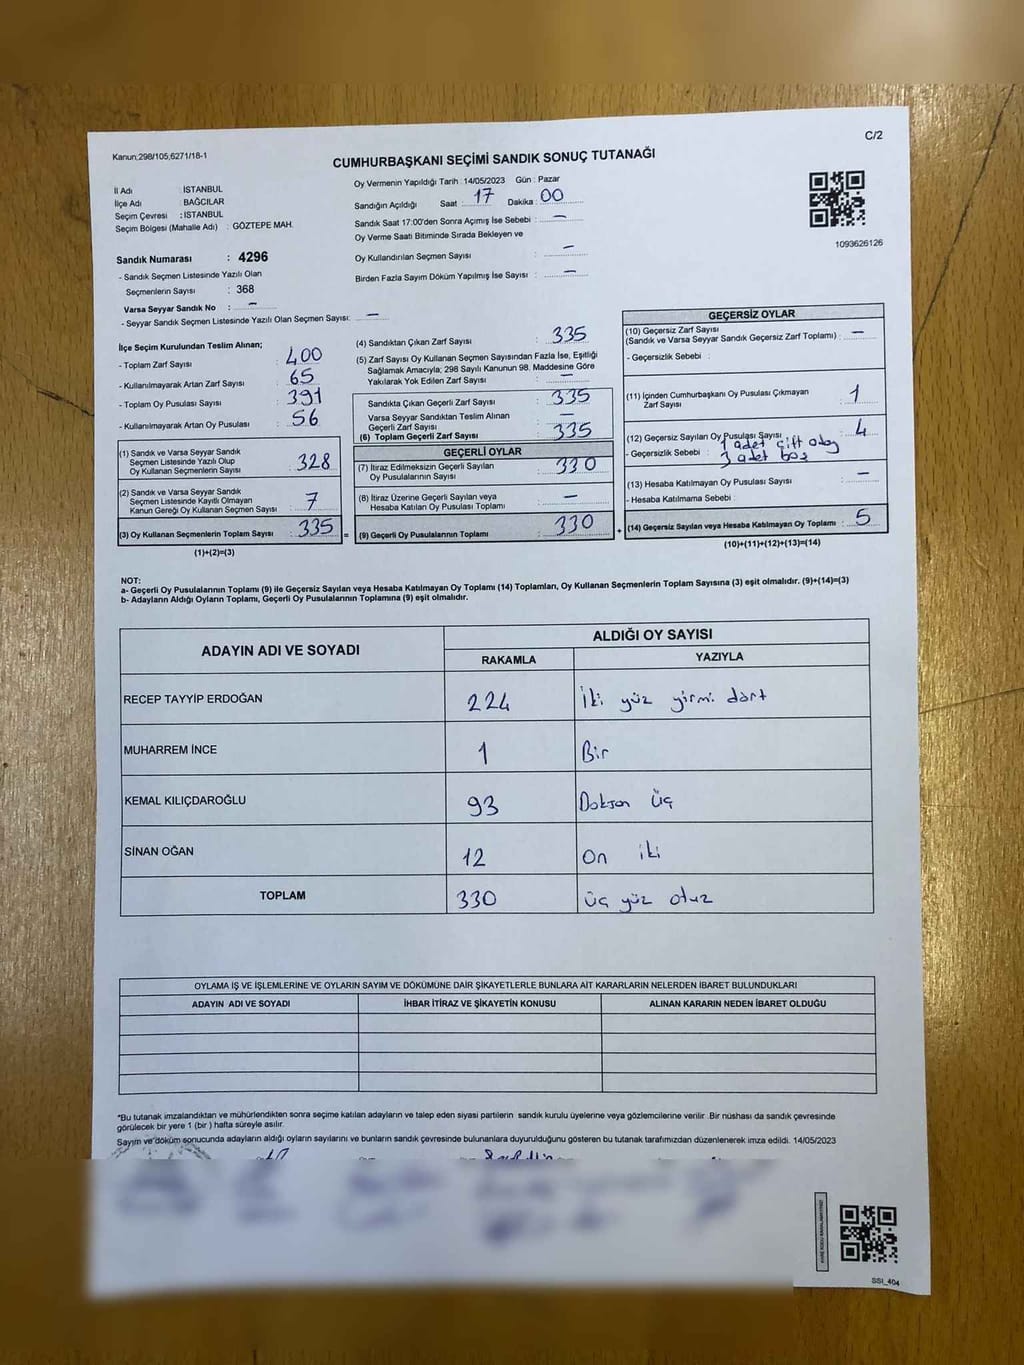 C/2
Kanun;298/105;6271/18-1
CUMHURBAŞKANI SEÇİMİ SANDIK SONUÇ TUTANAĞI
İl Adı : İSTANBUL
İlçe Adı : BAĞCILAR
Seçim Çevresi : İSTANBUL
Seçim Bölgesi (Mahalle Adı) : GÖZTEPE MAH.
Oy Vermenin Yapıldığı Tarih : 14/05/2023 Gün : Pazar
Sandığın Açıldığı Saat : 17 Dakika : 00
Sandık Saat 17:00'den Sonra Açımış İse Sebebi : —
Oy Verme Saati Bitiminde Sırada Bekleyen ve
Oy Kullandırılan Seçmen Sayısı : —
Birden Fazla Sayım Döküm Yapılmış İse Sayısı : —
1093626126
Sandık Numarası : 4296
- Sandık Seçmen Listesinde Yazılı Olan
Seçmenlerin Sayısı : 368
Varsa Seyyar Sandık No : —
- Seyyar Sandık Seçmen Listesinde Yazılı Olan Seçmen Sayısı: —
İlçe Seçim Kurulundan Teslim Alınan;
- Toplam Zarf Sayısı : 400
- Kullanılmayarak Artan Zarf Sayısı : 65
- Toplam Oy Pusulası Sayısı : 391
- Kullanılmayarak Artan Oy Pusulası : 56
(1) Sandık ve Varsa Seyyar Sandık
Seçmen Listesinde Yazılı Olup
Oy Kullanan Seçmenlerin Sayısı : 328
(2) Sandık ve Varsa Seyyar Sandık
Seçmen Listesinde Kayıtlı Olmayan
Kanun Gereği Oy Kullanan Seçmen Sayısı : 7
(3) Oy Kullanan Seçmenlerin Toplam Sayısı : 335 =
(1)+(2)=(3)
(4) Sandıktan Çıkan Zarf Sayısı : 335
(5) Zarf Sayısı Oy Kullanan Seçmen Sayısından Fazla İse, Eşitliği
Sağlamak Amacıyla; 298 Sayılı Kanunun 98. Maddesine Göre
Yakılarak Yok Edilen Zarf Sayısı : —
Sandıkta Çıkan Geçerli Zarf Sayısı : 335
Varsa Seyyar Sandıktan Teslim Alınan
Geçerli Zarf Sayısı : —
(6) Toplam Geçerli Zarf Sayısı : 335
GEÇERLİ OYLAR
(7) İtiraz Edilmeksizin Geçerli Sayılan
Oy Pusulalarının Sayısı : 330
(8) İtiraz Üzerine Geçerli Sayılan veya
Hesaba Katılan Oy Pusulası Toplamı : —
(9) Geçerli Oy Pusulalarının Toplamı : 330 +
GEÇERSİZ OYLAR
(10) Geçersiz Zarf Sayısı
(Sandık ve Varsa Seyyar Sandık Geçersiz Zarf Toplamı) : —
- Geçersizlik Sebebi :
(11) İçinden Cumhurbaşkanı Oy Pusulası Çıkmayan
Zarf Sayısı : 1
(12) Geçersiz Sayılan Oy Pusulası Sayısı : 4
- Geçersizlik Sebebi : 1 adet çift oy
3 adet boş
(13) Hesaba Katılmayan Oy Pusulası Sayısı : —
- Hesaba Katılmama Sebebi :
(14) Geçersiz Sayılan veya Hesaba Katılmayan Oy Toplamı : 5
(10)+(11)+(12)+(13)=(14)
NOT:
a- Geçerli Oy Pusulalarının Toplamı (9) ile Geçersiz Sayılan veya Hesaba Katılmayan Oy Toplamı (14) Toplamları, Oy Kullanan Seçmenlerin Toplam Sayısına (3) eşit olmalıdır. (9)+(14)=(3)
b- Adayların Aldığı Oyların Toplamı, Geçerli Oy Pusulalarının Toplamına (9) eşit olmalıdır.
ADAYIN ADI VE SOYADI ALDIĞI OY SAYISI
RAKAMLA YAZIYLA
RECEP TAYYİP ERDOĞAN 224 İki yüz yirmi dört
MUHARREM İNCE 1 Bir
KEMAL KILIÇDAROĞLU 93 Doksan üç
SİNAN OĞAN 12 On iki
TOPLAM 330 üç yüz otuz
OYLAMA İŞ VE İŞLEMLERİNE VE OYLARIN SAYIM VE DÖKÜMÜNE DAİR ŞİKAYETLERLE BUNLARA AİT KARARLARIN NELERDEN İBARET BULUNDUKLARI
ADAYIN ADI VE SOYADI İHBAR İTİRAZ VE ŞİKAYETİN KONUSU ALINAN KARARIN NEDEN İBARET OLDUĞU
*Bu tutanak imzalandıktan ve mühürlendikten sonra seçime katılan adayların ve talep eden siyasi partilerin sandık kurulu üyelerine veya gözlemcilerine verilir .Bir nüshası da sandık çevresinde
görülecek bir yere 1 (bir ) hafta süreyle asılır.
Sayım ve döküm sonucunda adayların aldığı oyların sayılarını ve bunların sandık çevresinde bulunanlara duyurulduğunu gösteren bu tutanak tarafımızdan düzenlenerek imza edildi. 14/05/2023
SSI_404